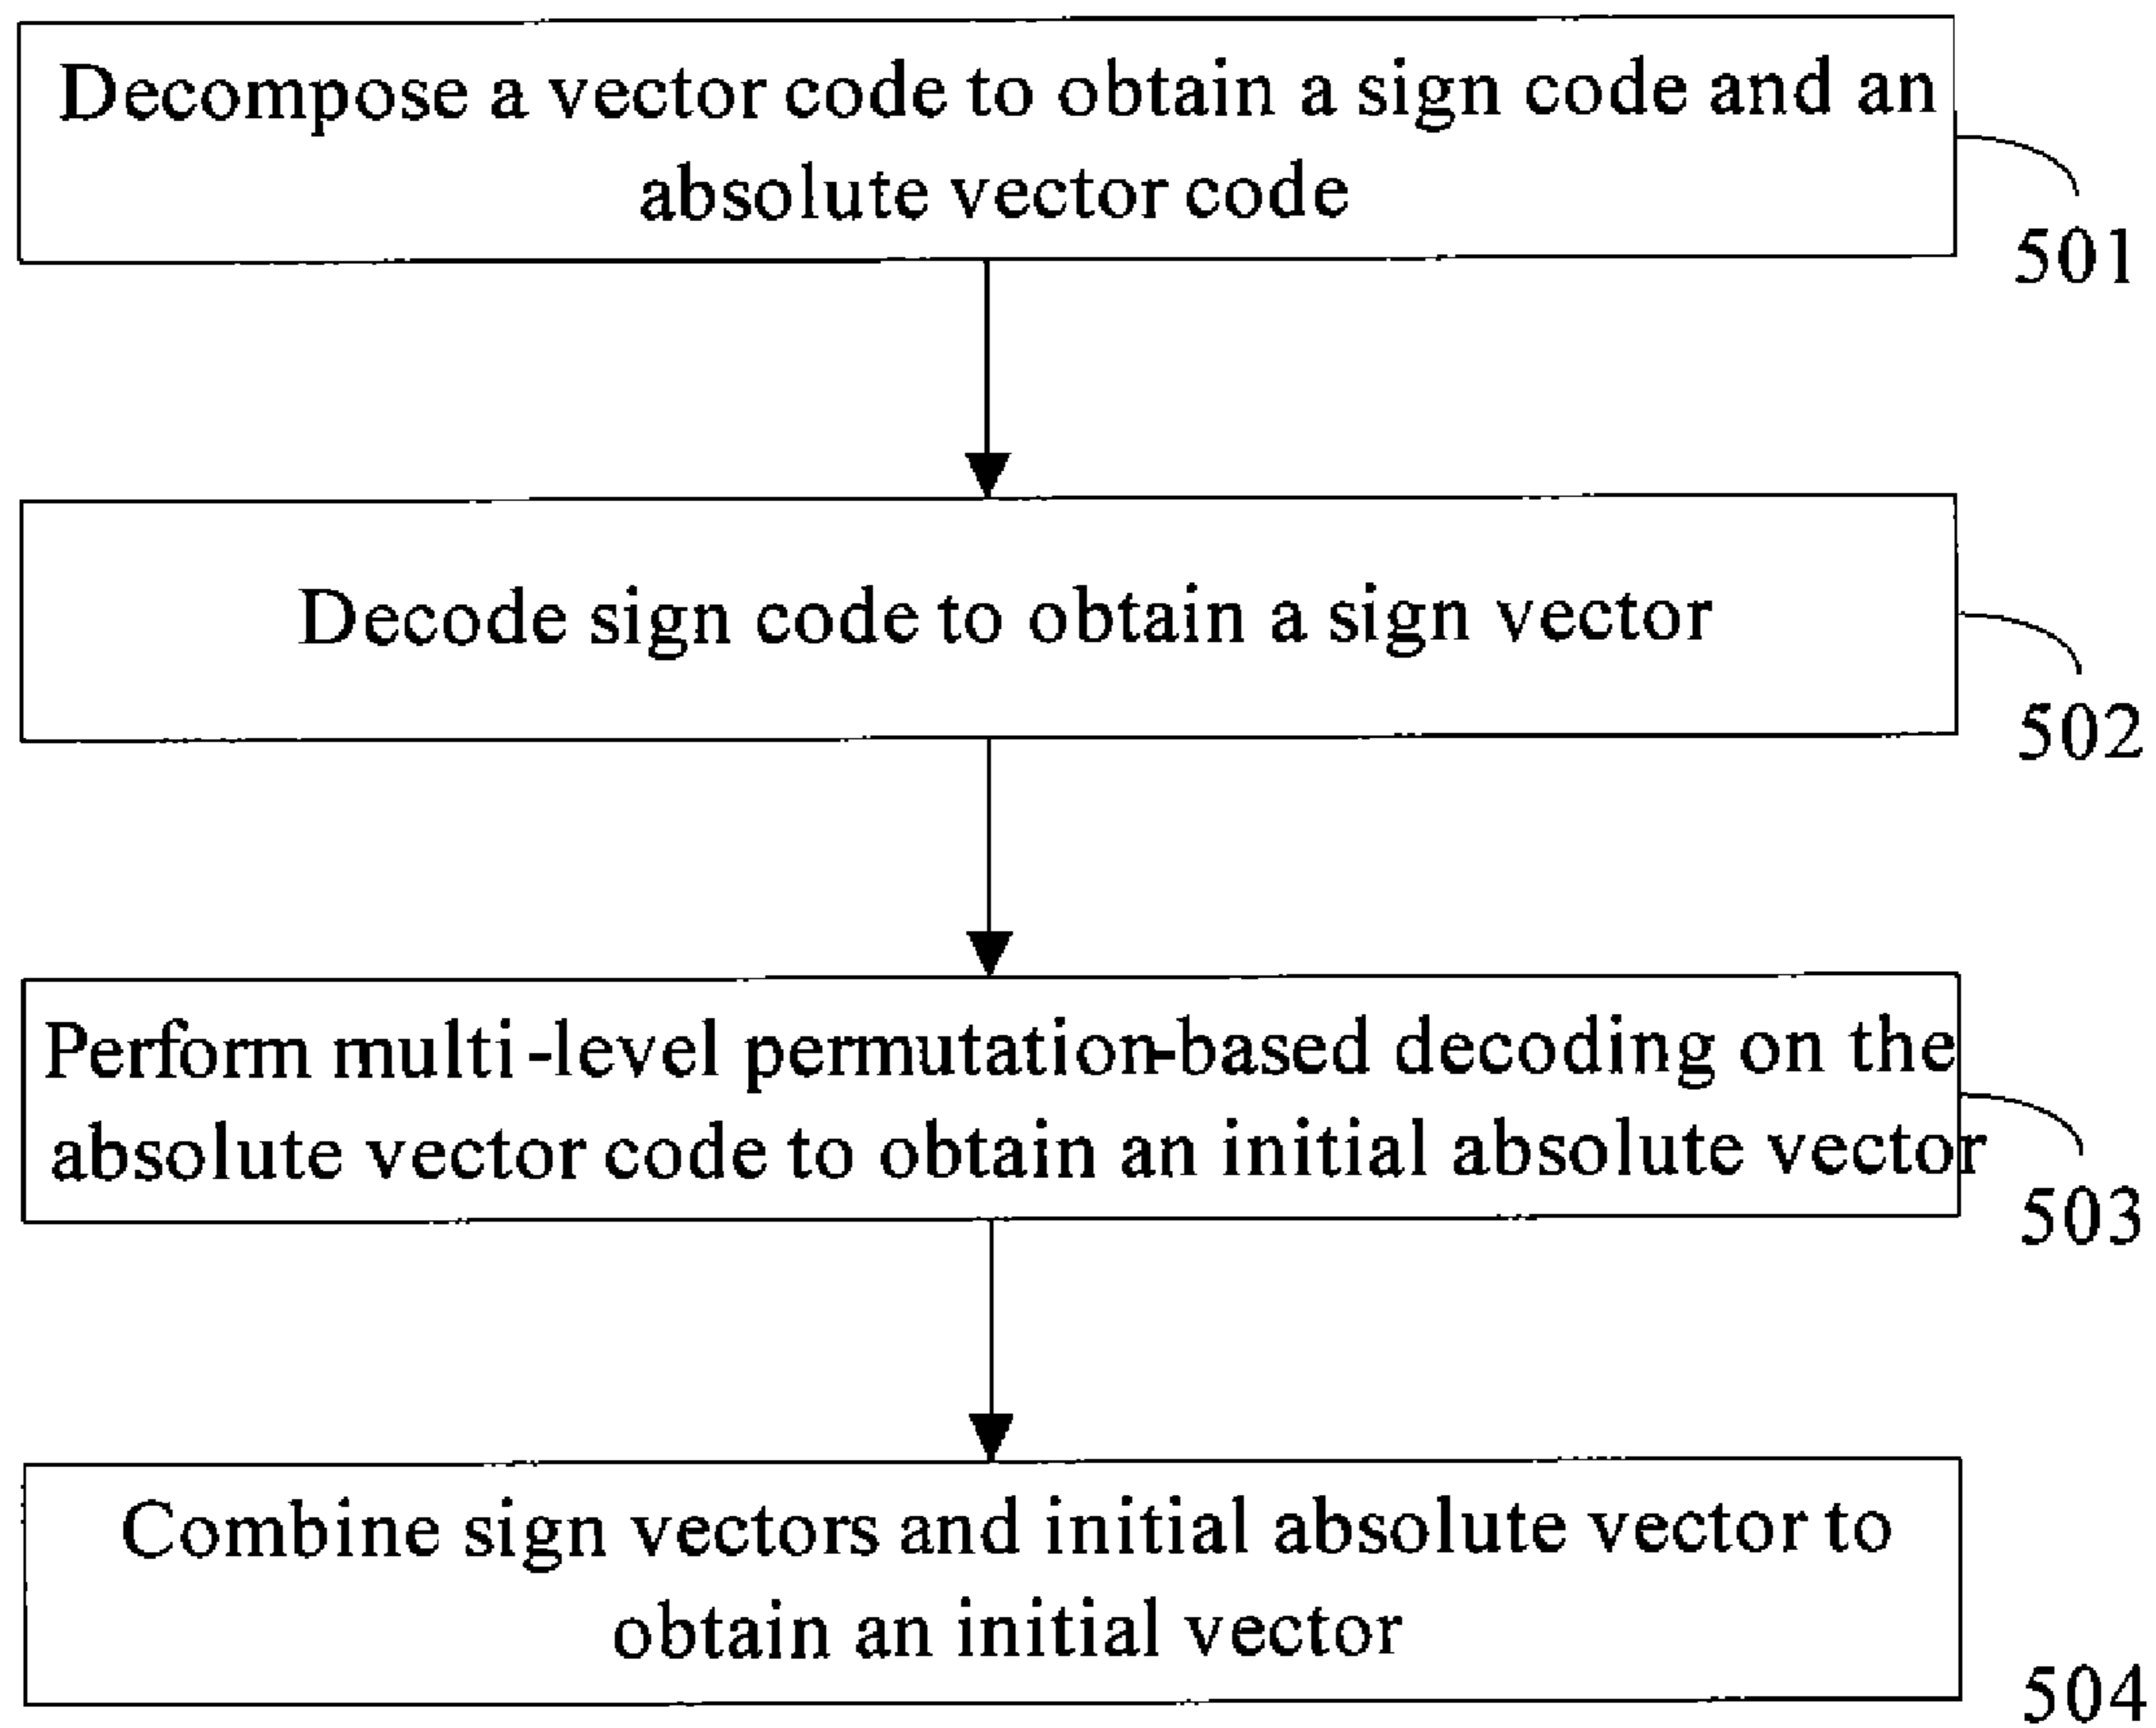 Decompose a vector code to obtain a sign code and an
absolute vector code
501
Decode sign code to obtain a sign vector
502
Perform multi-level permutation-based decoding on the
absolute vector code to obtain an initial absolute vector
503
Combine sign vectors and initial absolute vector to
obtain an initial vector
504